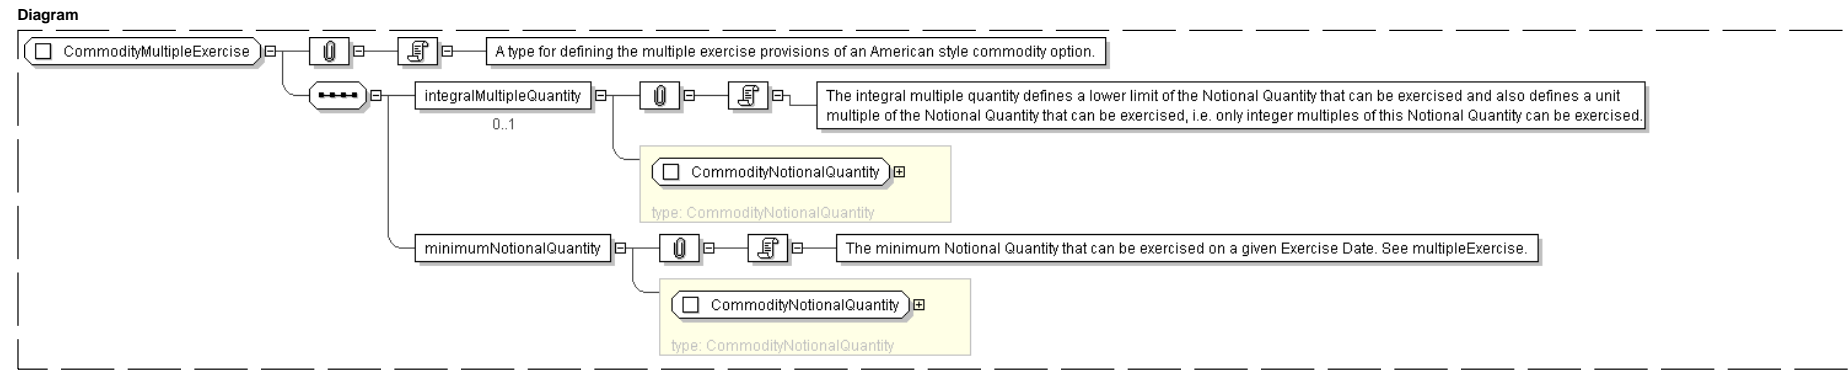 Diagram
CommodityMultipleExercise
A type for defining the multiple exercise provisions of an American style commodity option.
integralMultipleQuantity
0..1
The integral multiple quantity defines a lower limit of the Notional Quantity that can be exercised and also defines a unit
multiple of the Notional Quantity that can be exercised, i.e. only integer multiples of this Notional Quantity can be exercised.
CommodityNotionalQuantity
type: CommodityNotionalQuantity
minimumNotionalQuantity
The minimum Notional Quantity that can be exercised on a given Exercise Date. See multipleExercise.
CommodityNotionalQuantity
type: CommodityNotionalQuantity